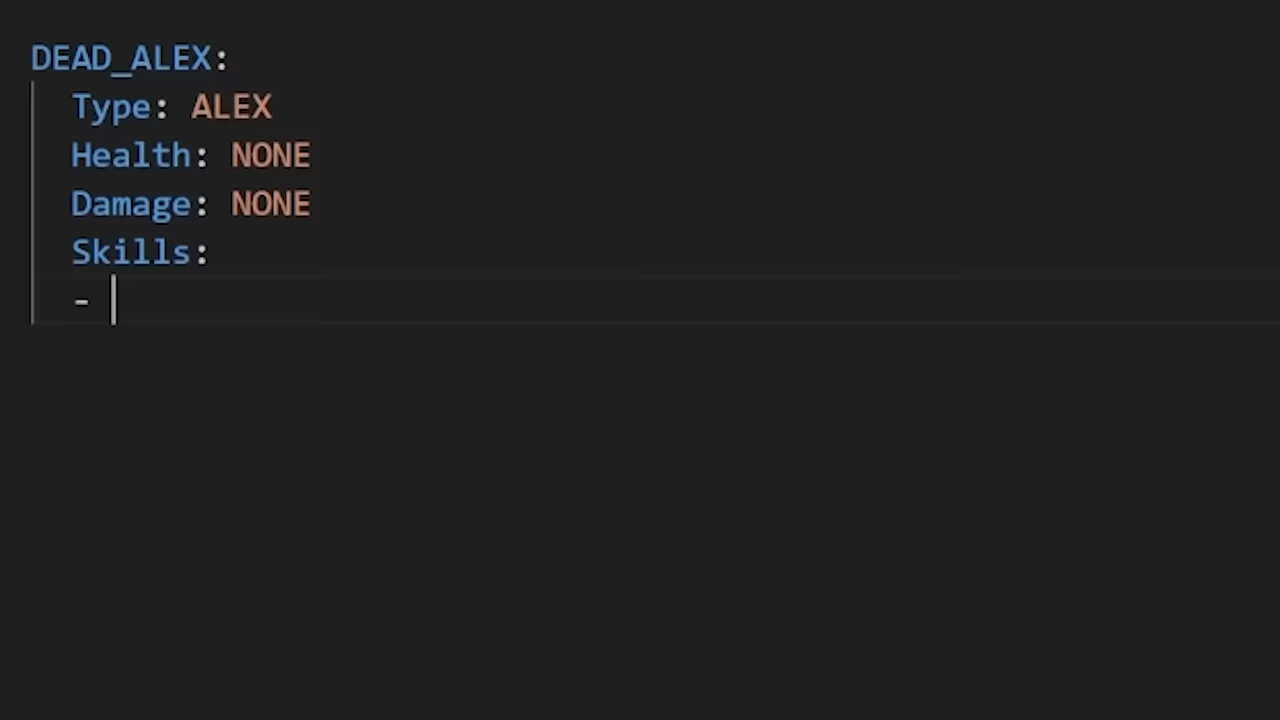 DEAD_ALEX:
Type: ALEX
Health: NONE
Damage: NONE
Skills:
-